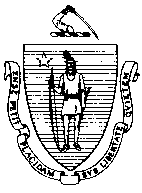 ENSE PETIT
PLACIDAM
SVB LIBERTATE
QVIETEM